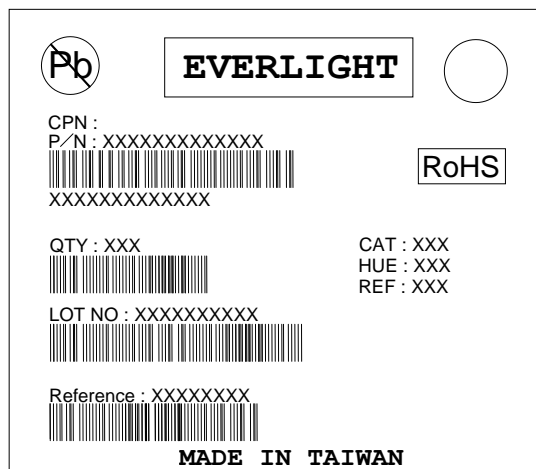 Pb
EVERLIGHT
CPN :
P/N : XXXXXXXXXXXXX
RoHS
XXXXXXXXXXXXX
QTY : XXX
CAT : XXX
HUE : XXX
REF : XXX
LOT NO : XXXXXXXXXX
Reference : XXXXXXXX
MADE IN TAIWAN